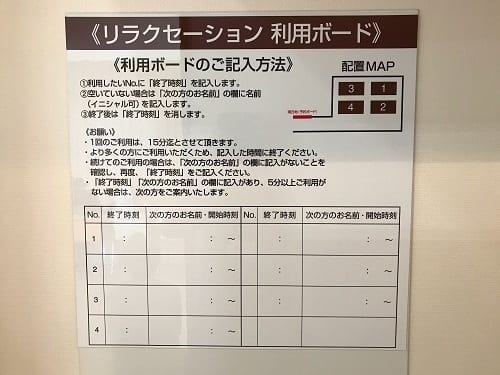 《リラクセーション 利用ボード》
《利用ボードのご記入方法》
①利用したいNo.に「終了時刻」を記入します。
②空いていない場合は「次の方のお名前」の欄に名前
（イニシャル可）を記入します。
③終了後は「終了時刻」を消します。
配置MAP
3 1
4 2
《お願い》
・1回のご利用は、15分迄とさせて頂きます。
・より多くの方にご利用いただくため、記入した時間に終了ください。
・続けてのご利用の場合は、「次の方のお名前」の欄に記入がないことを
確認し、再度、「終了時刻」をご記入ください。
・「終了時刻」「次の方のお名前」の欄に記入があり、5分以上ご利用が
ない場合は、次の方をご案内いたします。
No. 終了時刻 次の方のお名前・開始時刻 No. 終了時刻 次の方のお名前・開始時刻
1 : : ～ : : ～
2 : : ～ : : ～
3 : : ～ : : ～
4 : : ～